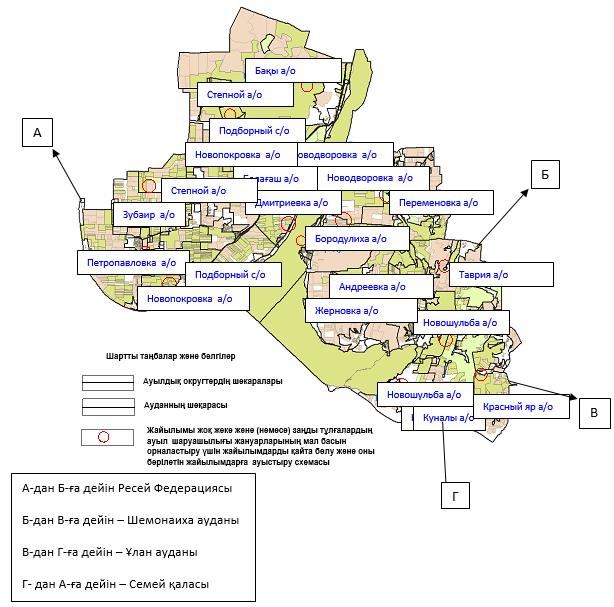 Бақы а/о
Степной а/о
Подборный с/о
Новопокровка а/о
оводворовка а/о
Новодворовка а/о
Степной а/о
Дмитриевка а/о
Переменовка а/о
Зубаир а/о
Бородулиха а/о
Петропавловка а/о
Подборный с/о
Таврия а/о
Андреевка а/о
Новопокровка а/о
Жерновка а/о
Новошульба а/о
Новошульба а/о
Красный яр а/о
Куналы а/о
А
Б
В
Г
Шартты таңбалар және белгілер
Ауылдық округтердің шекаралары
Ауданның шекарасы
Жайылымы жоқ жеке және (немесе) заңды тұлғалардың
ауыл шаруашылығы жануарларының мал басын
орналастыру үшін жайылымдарды қайта бөлу және оны
берілетін жайылымдарға ауыстыру схемасы
А-дан Б-ға дейін Ресей Федерациясы
Б-дан В-ға дейін – Шемонаиха ауданы
В-дан Г-ға дейін – Ұлан ауданы
Г- дан А-ға дейін – Семей қаласы